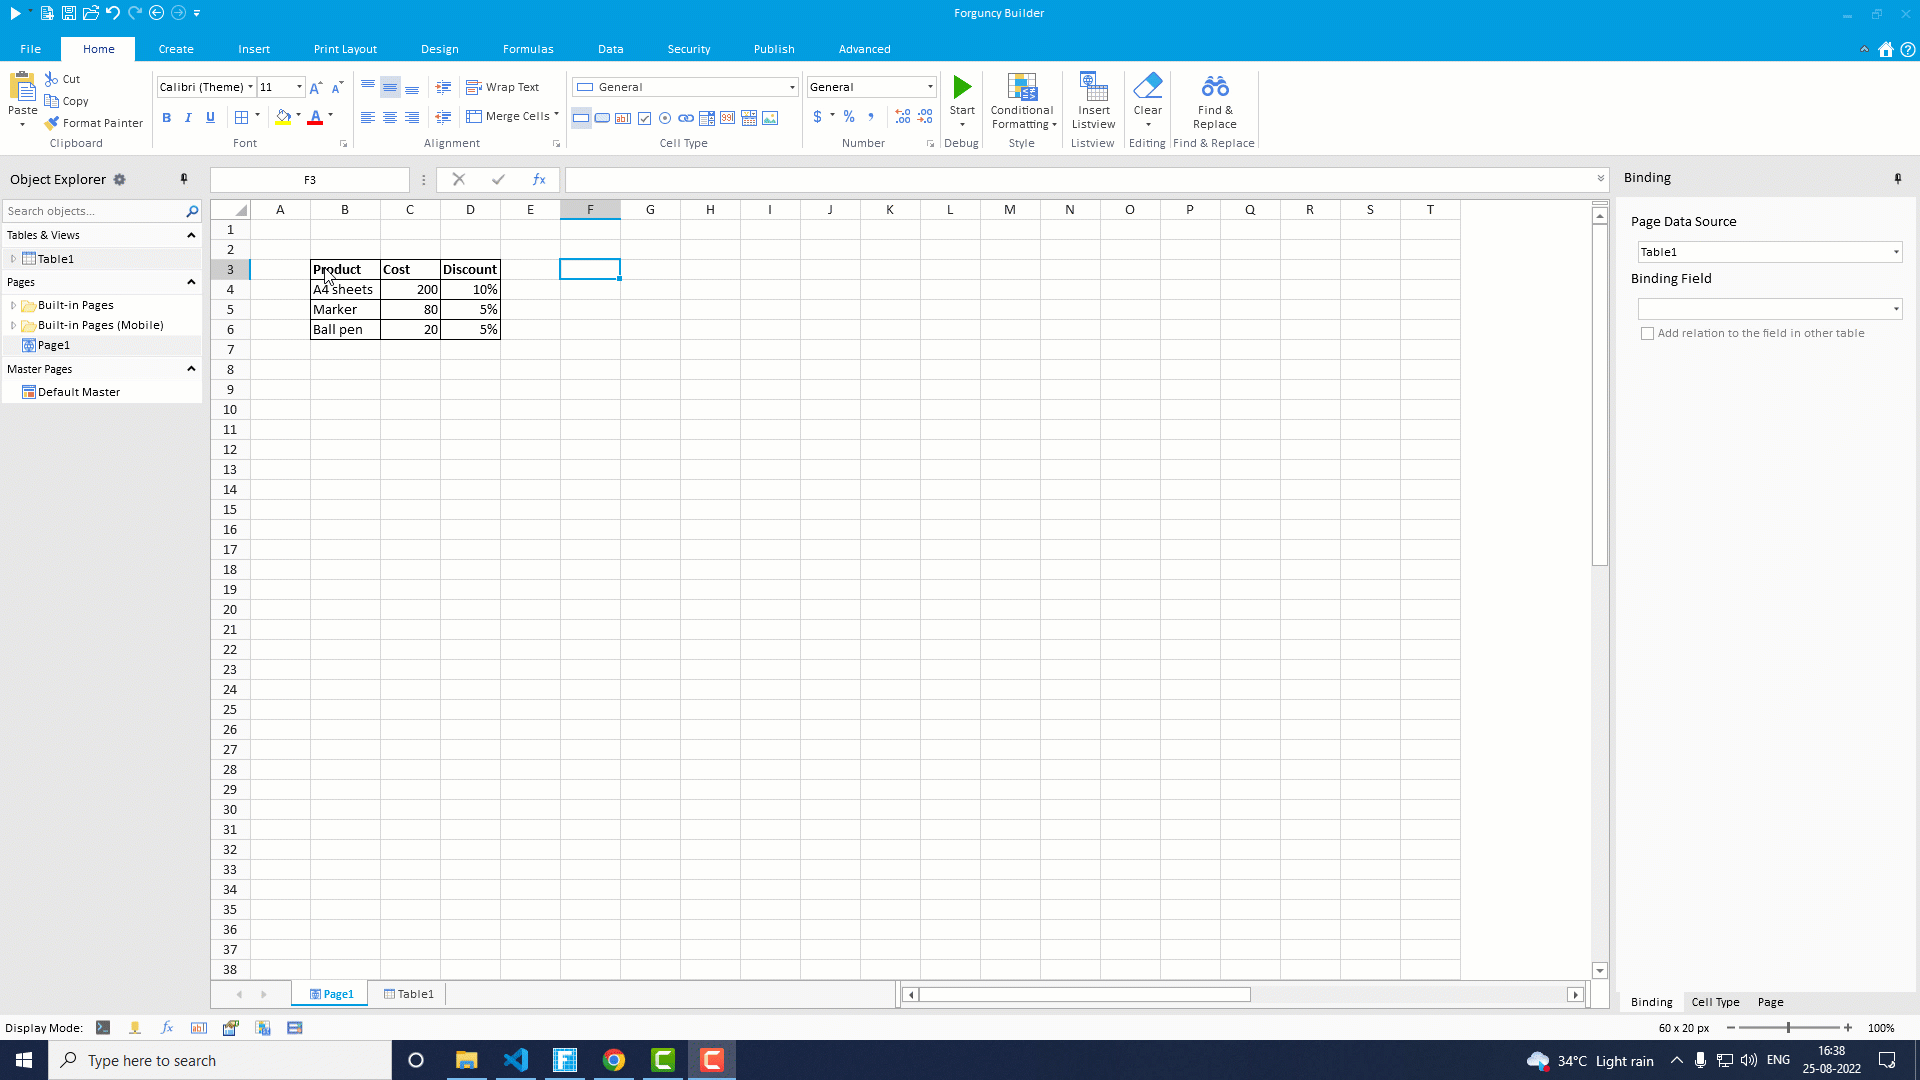 Forguncy Builder
File Home Create Insert Print Layout Design Formulas Data Security Publish Advanced
Paste
Cut
Copy
Format Painter
Clipboard
Calibri (Theme) 11
B I U A
Font
Wrap Text
Merge Cells
Alignment
General
Cell Type
General
$ % ,
Number
Start
Debug
Conditional
Formatting
Style
Insert
Listview
Listview
Clear
Editing
Find &
Replace
Find & Replace
Object Explorer
F3
fx
Binding
Search objects...
Tables & Views
Table1
Pages
Built-in Pages
Built-in Pages (Mobile)
Page1
Master Pages
Default Master
A B C D E F G H I J K L M N O P Q R S T
1
2
3 Product Cost Discount
4 A4 sheets 200 10%
5 Marker 80 5%
6 Ball pen 20 5%
7
8
9
10
11
12
13
14
15
16
17
18
19
20
21
22
23
24
25
26
27
28
29
30
31
32
33
34
35
36
37
38
Page Data Source
Table1
Binding Field
Add relation to the field in other table
Page1 Table1
Binding Cell Type Page
Display Mode:
60 x 20 px
100%
Type here to search
34°C Light rain
ENG
16:38
25-08-2022